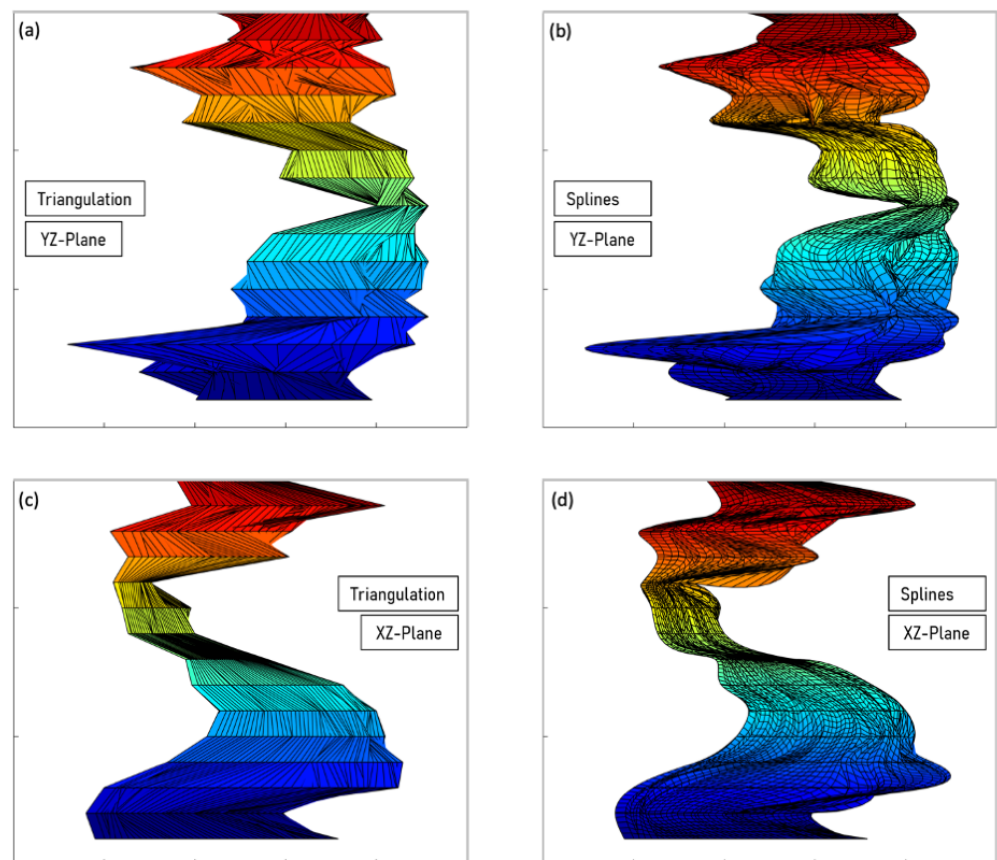 (a)
Triangulation
YZ-Plane
(b)
Splines
YZ-Plane
(c)
Triangulation
XZ-Plane
(d)
Splines
XZ-Plane